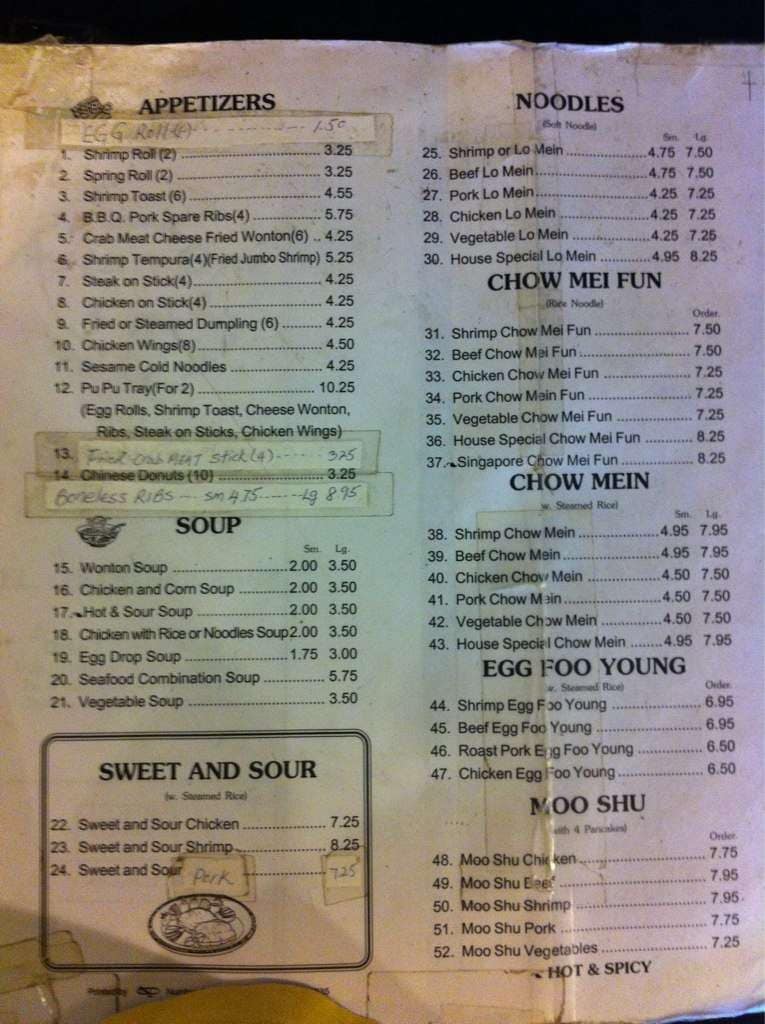 APPETIZERS
EGG Roll ---------- 1.50
1. Shrimp Roll (2) ........ 3.25
2. Spring Roll (2) ........ 3.25
3. Shrimp Toast (6) ........ 4.55
4. B.B.Q. Pork Spare Ribs(4) ........ 5.75
5. Crab Meat Cheese Fried Wonton(6) .. 4.25
6. Shrimp Tempura(4)(Fried Jumbo Shrimp) 5.25
7. Steak on Stick(4) ........ 4.25
8. Chicken on Stick(4) ........ 4.25
9. Fried or Steamed Dumpling (6) ........ 4.25
10. Chicken Wings(8) ........ 4.50
11. Sesame Cold Noodles ........ 4.25
12. Pu Pu Tray(For 2) ........ 10.25
(Egg Rolls, Shrimp Toast, Cheese Wonton,
Ribs, Steak on Sticks, Chicken Wings)
13. Fried Crab MEAT Stick(4) ----- 3.25
14. Chinese Donuts (10) ........ 3.25
Boneless RIBS --- sm 4.75 ------ Lg 8.95
SOUP
Sm. Lg.
15. Wonton Soup ........ 2.00 3.50
16. Chicken and Corn Soup ........ 2.00 3.50
17. Hot & Sour Soup ........ 2.00 3.50
18. Chicken with Rice or Noodles Soup 2.00 3.50
19. Egg Drop Soup ........ 1.75 3.00
20. Seafood Combination Soup ........ 5.75
21. Vegetable Soup ........ 3.50
SWEET AND SOUR
(w. Steamed Rice)
22. Sweet and Sour Chicken ........ 7.25
23. Sweet and Sour Shrimp ........ 8.25
24. Sweet and Sour Pork 7.25
Printed by
NOODLES
(Soft Noodle)
Sm. Lg.
25. Shrimp or Lo Mein ........ 4.75 7.50
26. Beef Lo Mein ........ 4.75 7.50
27. Pork Lo Mein ........ 4.25 7.25
28. Chicken Lo Mein ........ 4.25 7.25
29. Vegetable Lo Mein ........ 4.25 7.25
30. House Special Lo Mein ........ 4.95 8.25
CHOW MEI FUN
(Rice Noodle)
Order.
31. Shrimp Chow Mei Fun ........ 7.50
32. Beef Chow Mei Fun ........ 7.50
33. Chicken Chow Mei Fun ........ 7.25
34. Pork Chow Mein Fun ........ 7.25
35. Vegetable Chow Mei Fun ........ 7.25
36. House Special Chow Mei Fun ........ 8.25
37. Singapore Chow Mei Fun ........ 8.25
CHOW MEIN
(w. Steamed Rice)
Sm. Lg.
38. Shrimp Chow Mein ........ 4.95 7.95
39. Beef Chow Mein ........ 4.95 7.95
40. Chicken Chow Mein ........ 4.50 7.50
41. Pork Chow Mein ........ 4.50 7.50
42. Vegetable Chow Mein ........ 4.50 7.50
43. House Special Chow Mein ........ 4.95 7.95
EGG FOO YOUNG
(w. Steamed Rice)
Order.
44. Shrimp Egg Foo Young ........ 6.95
45. Beef Egg Foo Young ........ 6.95
46. Roast Pork Egg Foo Young ........ 6.50
47. Chicken Egg Foo Young ........ 6.50
MOO SHU
(with 4 Pancakes)
Order.
48. Moo Shu Chicken ........ 7.75
49. Moo Shu Beef ........ 7.95
50. Moo Shu Shrimp ........ 7.95
51. Moo Shu Pork ........ 7.75
52. Moo Shu Vegetables ........ 7.25
HOT & SPICY